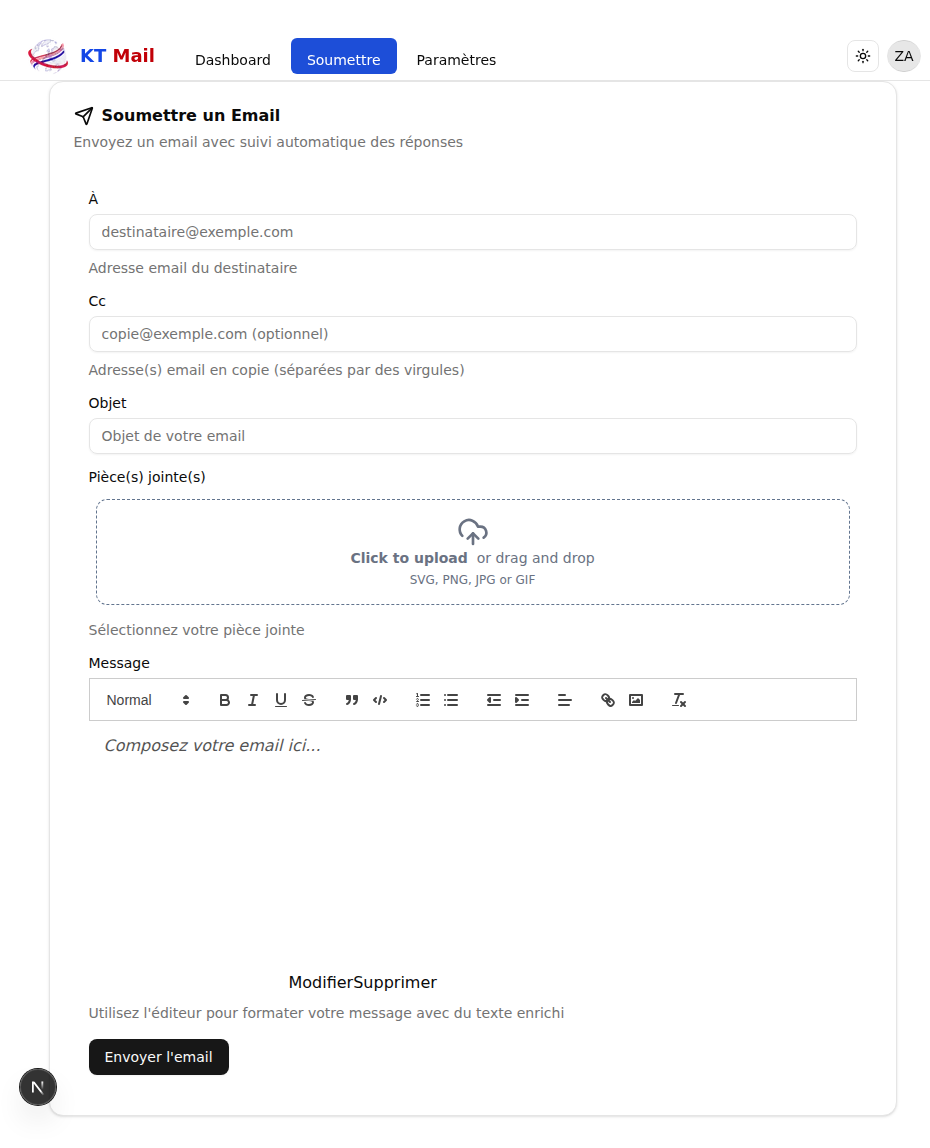 KT Mail
Dashboard
Soumettre
Paramètres
ZA
Soumettre un Email
Envoyez un email avec suivi automatique des réponses
À
destinataire@exemple.com
Adresse email du destinataire
Cc
copie@exemple.com (optionnel)
Adresse(s) email en copie (séparées par des virgules)
Objet
Objet de votre email
Pièce(s) jointe(s)
Click to upload or drag and drop
SVG, PNG, JPG or GIF
Sélectionnez votre pièce jointe
Message
Normal
Composez votre email ici...
ModifierSupprimer
Utilisez l'éditeur pour formater votre message avec du texte enrichi
Envoyer l'email
N